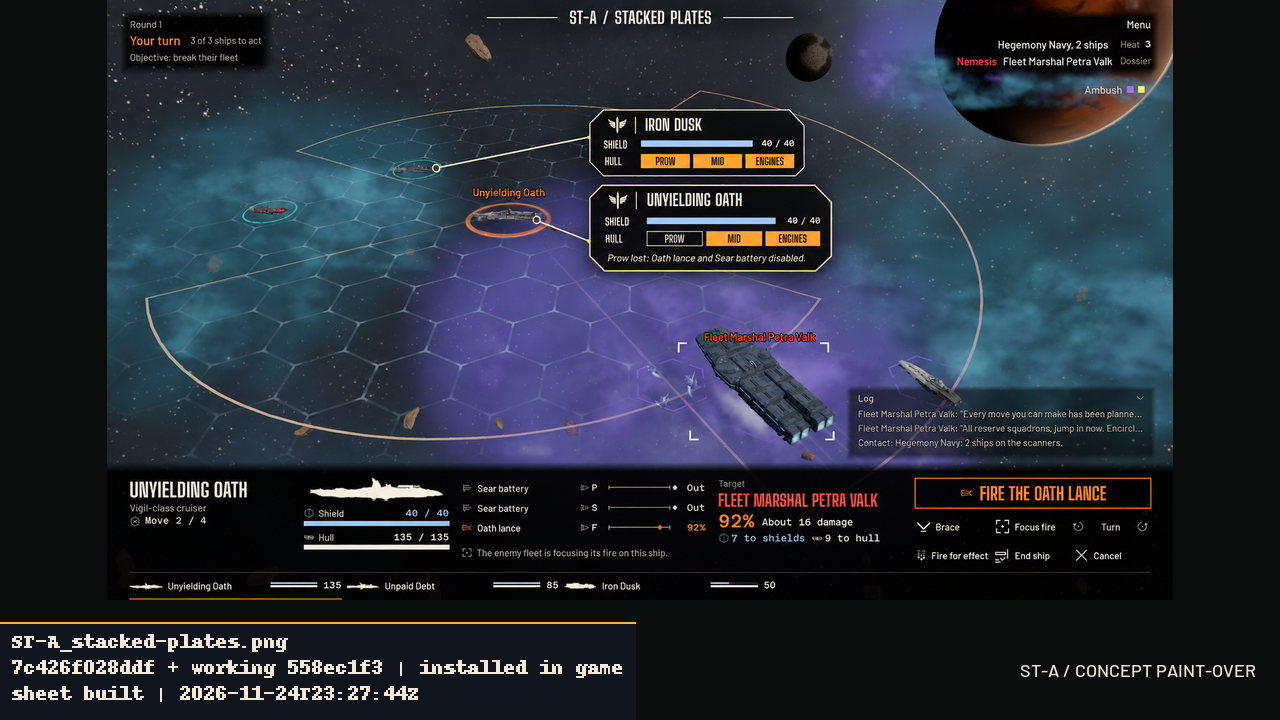 ST-A / STACKED PLATES
Round 1
Your turn 3 of 3 ships to act
Objective: break their fleet
Menu
Hegemony Navy, 2 ships Heat 3
Nemesis Fleet Marshal Petra Valk Dossier
Ambush
IRON DUSK
SHIELD 40 / 40
HULL PROW MID ENGINES
Unyielding Oath
UNYIELDING OATH
SHIELD 40 / 40
HULL PROW MID ENGINES
Prow lost: Oath lance and Sear battery disabled.
Fleet Marshal Petra Valk
Log
Fleet Marshal Petra Valk: "Every move you can make has been planne...
Fleet Marshal Petra Valk: "All reserve squadrons, jump in now. Encircl...
Contact: Hegemony Navy: 2 ships on the scanners.
UNYIELDING OATH
Vigil-class cruiser
Move 2 / 4
Shield 40 / 40
Hull 135 / 135
Sear battery P Out
Sear battery S Out
Oath lance F 92%
The enemy fleet is focusing its fire on this ship.
Target
FLEET MARSHAL PETRA VALK
92% About 16 damage
7 to shields 9 to hull
FIRE THE OATH LANCE
Brace Focus fire Turn
Fire for effect End ship Cancel
Unyielding Oath 135 Unpaid Debt 85 Iron Dusk 50
ST-A_stacked-plates.png
7c426f028ddf + working 558ec1f3 | installed in game
sheet built | 2026-11-24T23:27:44Z
ST-A / CONCEPT PAINT-OVER